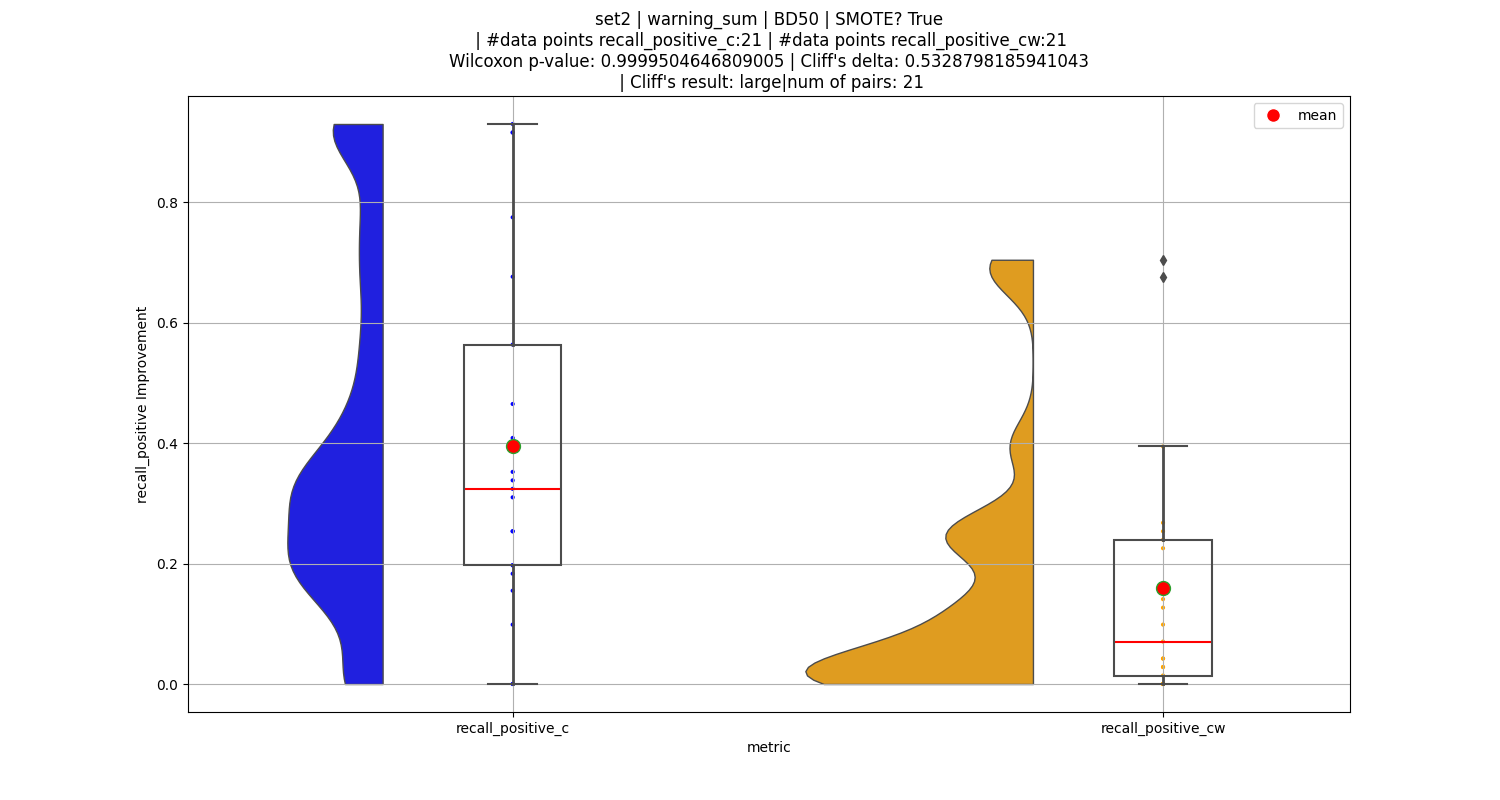 set2 | warning_sum | BD50 | SMOTE? True
| #data points recall_positive_c:21 | #data points recall_positive_cw:21
Wilcoxon p-value: 0.9999504646809005 | Cliff's delta: 0.5328798185941043
| Cliff's result: large|num of pairs: 21
mean
recall_positive Improvement
0.8
0.6
0.4
0.2
0.0
recall_positive_c
recall_positive_cw
metric